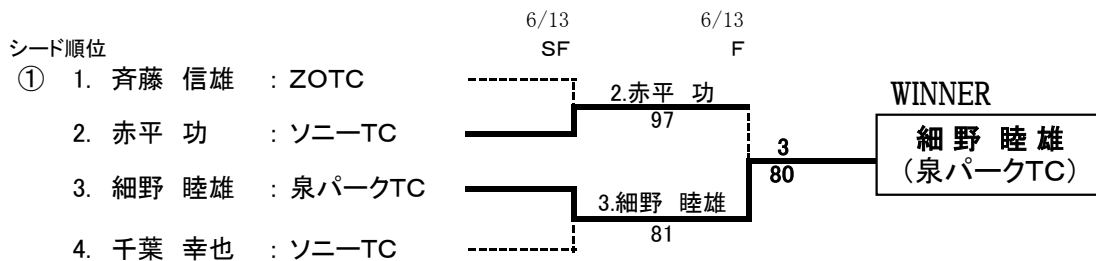 6/13 6/13
シード順位 SF F
① 1. 斉藤 信雄 : ZOTC
2.赤平 功
WINNER
2. 赤平 功 : ソニーTC
97
3
80
細野 睦雄
(泉パークTC)
3. 細野 睦雄 : 泉パークTC
3.細野 睦雄
81
4. 千葉 幸也 : ソニーTC